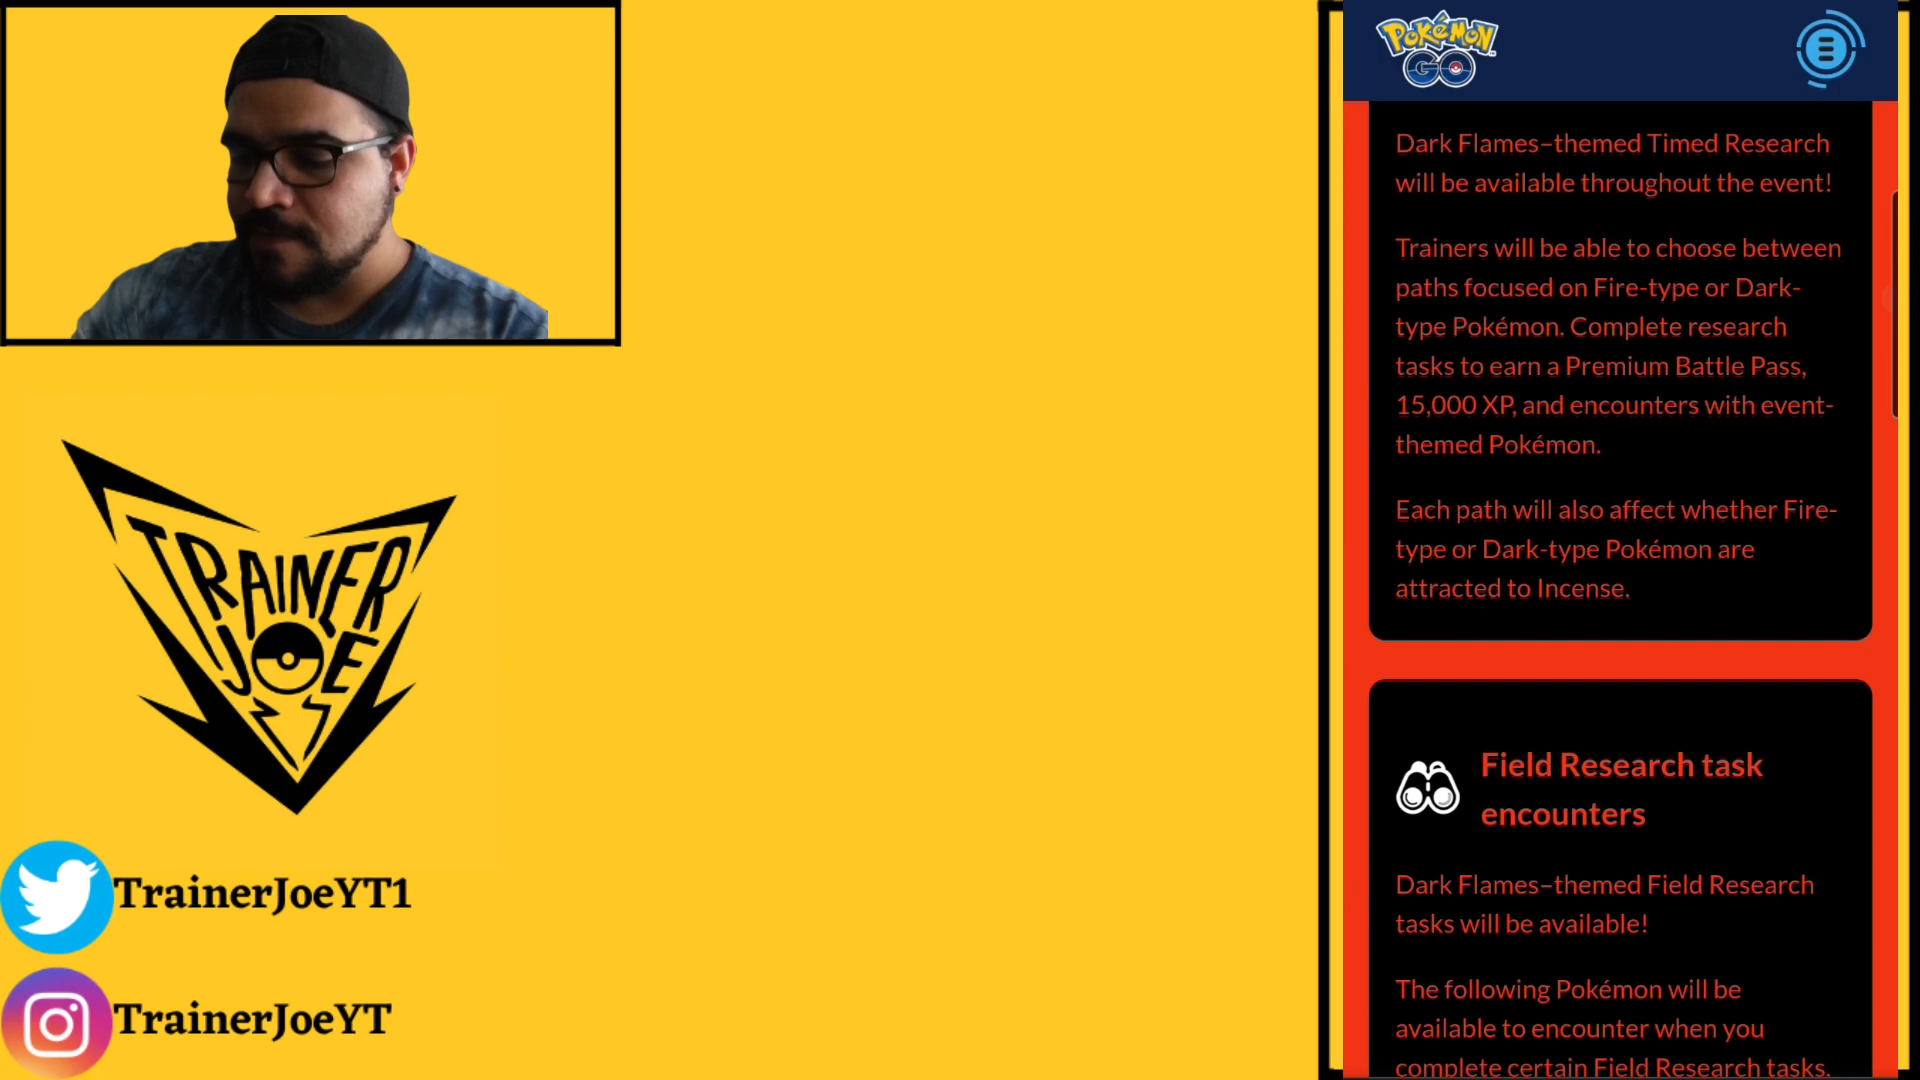 POKÉMON
GO
Dark Flames–themed Timed Research
will be available throughout the event!
Trainers will be able to choose between
paths focused on Fire-type or Dark-
type Pokémon. Complete research
tasks to earn a Premium Battle Pass,
15,000 XP, and encounters with event-
themed Pokémon.
Each path will also affect whether Fire-
type or Dark-type Pokémon are
attracted to Incense.
Field Research task
encounters
Dark Flames–themed Field Research
tasks will be available!
The following Pokémon will be
available to encounter when you
complete certain Field Research tasks.
TRAINER
JOE
TrainerJoeYT1
TrainerJoeYT